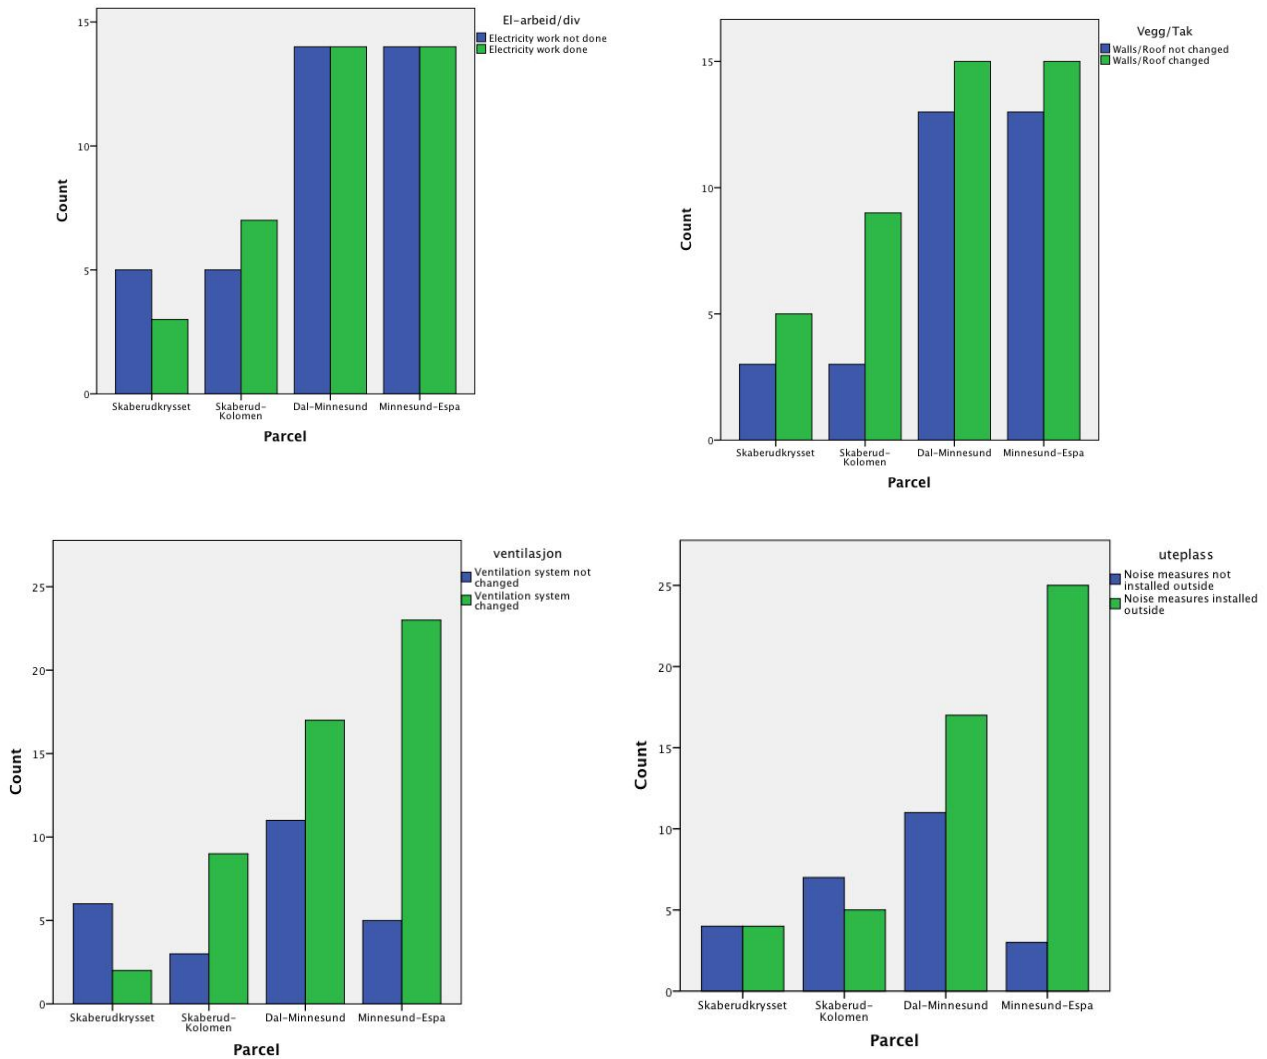 El-arbeid/div
Electricity work not done
Electricity work done
15
10
5
0
Count
Skaberudkrysset
Skaberud-
Kolomen
Dal-Minnesund
Minnesund-Espa
Parcel
Vegg/Tak
Walls/Roof not changed
Walls/Roof changed
15
10
5
0
Count
Skaberudkrysset
Skaberud-
Kolomen
Dal-Minnesund
Minnesund-Espa
Parcel
ventilasjon
Ventilation system not
changed
Ventilation system
changed
25
20
15
10
5
0
Count
Skaberudkrysset
Skaberud-
Kolomen
Dal-Minnesund
Minnesund-Espa
Parcel
uteplass
Noise measures not
installed outside
Noise measures installed
outside
25
20
15
10
5
0
Count
Skaberudkrysset
Skaberud-
Kolomen
Dal-Minnesund
Minnesund-Espa
Parcel